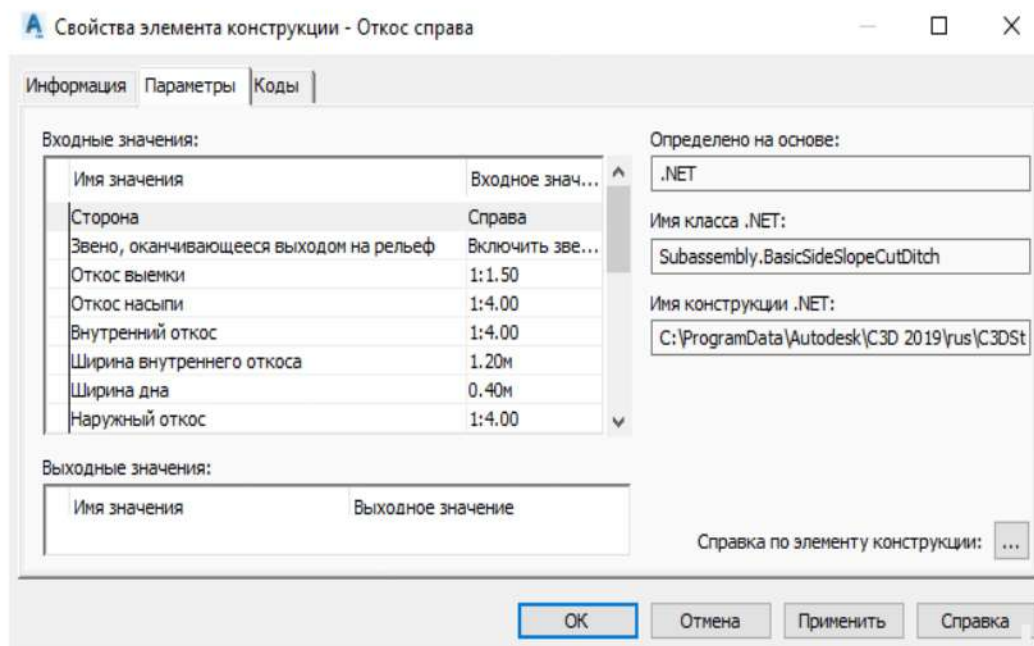 Свойства элемента конструкции - Откос справа
Информация Параметры Коды
Входные значения:
Имя значения Входное знач...
Сторона Справа
Звено, оканчивающееся выходом на рельеф Включить зве...
Откос выемки 1:1.50
Откос насыпи 1:4.00
Внутренний откос 1:4.00
Ширина внутреннего откоса 1.20м
Ширина дна 0.40м
Наружный откос 1:4.00
Выходные значения:
Имя значения Выходное значение
Определено на основе:
.NET
Имя класса .NET:
Subassembly.BasicSideSlopeCutDitch
Имя конструкции .NET:
C:\ProgramData\Autodesk\C3D 2019\rus\C3DSt
Справка по элементу конструкции: ...
ОК Отмена Применить Справка